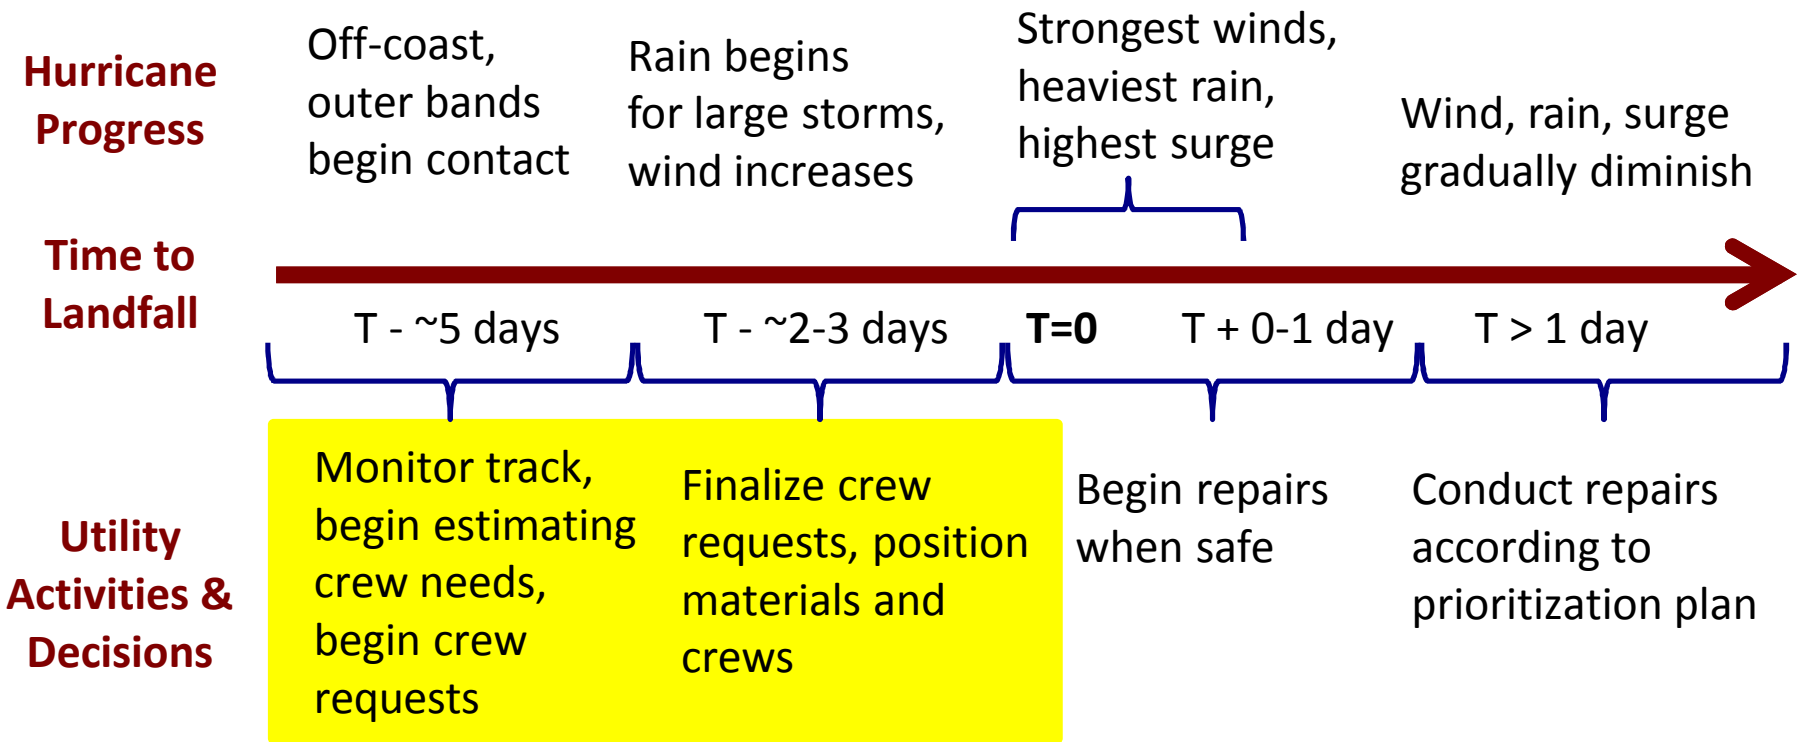 Hurricane
Progress
Off-coast,
outer bands
begin contact
Rain begins
for large storms,
wind increases
Strongest winds,
heaviest rain,
highest surge
Wind, rain, surge
gradually diminish
Time to
Landfall
T - ~5 days
T - ~2-3 days
T=0
T + 0-1 day
T > 1 day
Utility
Activities &
Decisions
Monitor track,
begin estimating
crew needs,
begin crew
requests
Finalize crew
requests, position
materials and
crews
Begin repairs
when safe
Conduct repairs
according to
prioritization plan